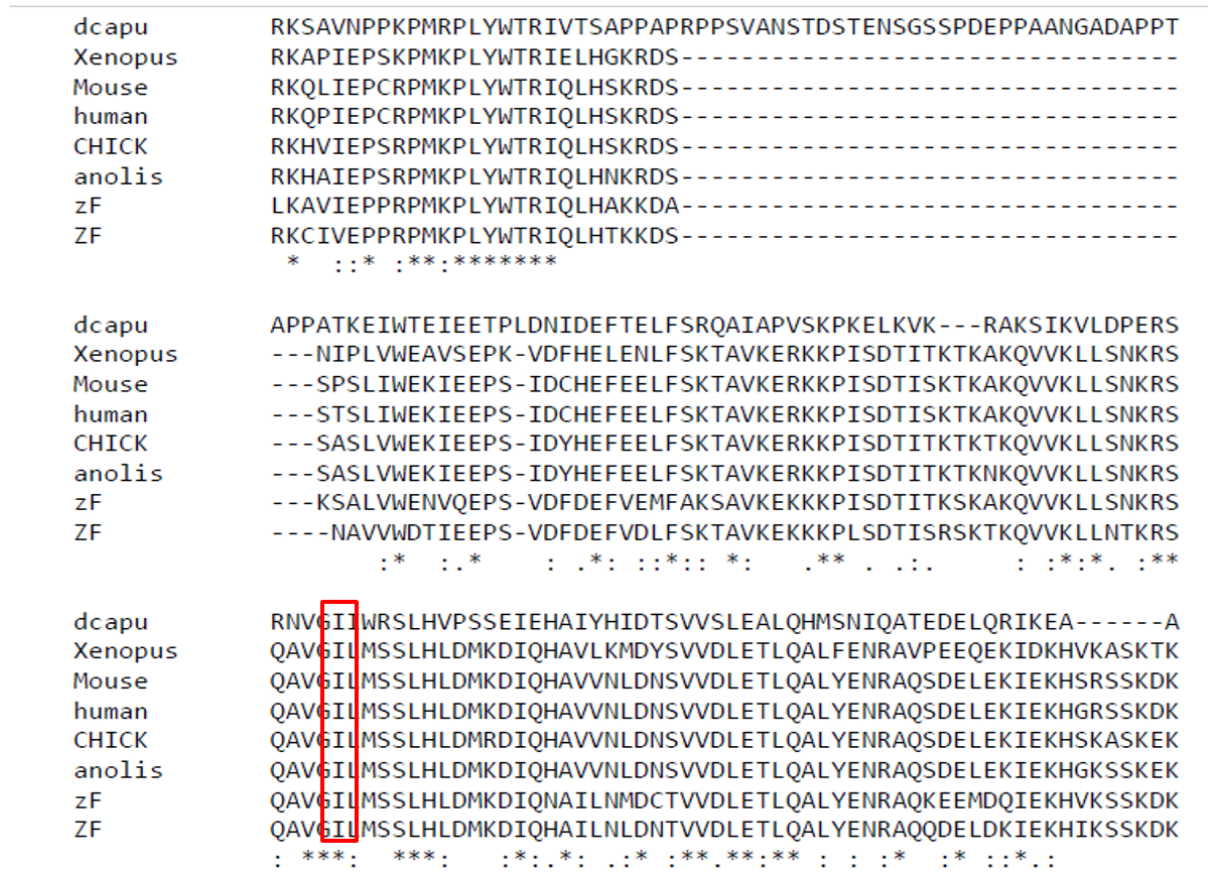 dcapu RKSAVNPPKPMRPLYWTRIVTSAPPAPRPPSVANSTDSTENSGSSPDEPPAANGADAPPT
Xenopus RKAPIEPSKPMKPLYWTRIELHGKRDS---------------------------------
Mouse RKQLIEPCRPMKPLYWTRIQLHSKRDS---------------------------------
human RKQPIEPCRPMKPLYWTRIQLHSKRDS---------------------------------
CHICK RKHVIEPSRPMKPLYWTRIQLHSKRDS---------------------------------
anolis RKHAIEPSRPMKPLYWTRIQLHNKRDS---------------------------------
zF LKAVIEPPRPMKPLYWTRIQLHAKKDA---------------------------------
ZF RKCIVEPPRPMKPLYWTRIQLHTKKDS---------------------------------
* ::* :**:*******
dcapu APPATKEIWTEIEETPLDNIDEFTELFSRQAIAPVSKPKELKVK---RAKSIKVLDPERS
Xenopus ---NIPLVWEAVSEPK-VDFHELENLFSKTAVKERKKPISDTITKTKAKQVVKLLSNKRS
Mouse ---SPSLIWEKIEEPS-IDCHEFEELFSKTAVKERKKPISDTISKTKAKQVVKLLSNKRS
human ---STSLIWEKIEEPS-IDCHEFEELFSKTAVKERKKPISDTISKTKAKQVVKLLSNKRS
CHICK ---SASLVWEKIEEPS-IDYHEFEELFSKTAVKERKKPISDTITKTKTKQVVKLLSNKRS
anolis ---SASLVWEKIEEPS-IDYHEFEELFSKTAVKERKKPISDTITKTKNKQVVKLLSNKRS
zF ---KSALVWENVQEPS-VDFDEFVEMFAKSAVKEKKKPISDTITKSKAKQVVKLLSNKRS
ZF ----NAVVWDTIEEPS-VDFDEFVDLFSKTAVKEKKKPLSDTISRSKTKQVVKLLNTKRS
:* :.* : .*: ::*:: *: .** . .:. : :*:*. :**
dcapu RNVGIIWRSLHVPSSEIEHAIYHIDTSVVSLEALQHMSNIQATEDELQRIKEA------A
Xenopus QAVGILMSSLHLDMKDIQHAVLKMDYSVVDLETLQALFENRAVPEEQEKIDKHVKASKTK
Mouse QAVGILMSSLHLDMKDIQHAVVNLDNSVVDLETLQALYENRAQSDELEKIEKHSRSSKDK
human QAVGILMSSLHLDMKDIQHAVVNLDNSVVDLETLQALYENRAQSDELEKIEKHGRSSKDK
CHICK QAVGILMSSLHLDMRDIQHAVVNLDNSVVDLETLQALYENRAQSDELEKIEKHSKASKEK
anolis QAVGILMSSLHLDMKDIQHAVVNLDNSVVDLETLQALYENRAQSDELEKIEKHGKSSKEK
zF QAVGILMSSLHLDMKDIQNAILNMDCTVVDLETLQALYENRAQKEEMDQIEKHVKSSKDK
ZF QAVGILMSSLHLDMKDIQHAILNLDNTVVDLETLQALYENRAQQDELDKIEKHIKSSKDK
: ***: ***: :*:.*: .:* :**.**:** : : :* :* ::*.: